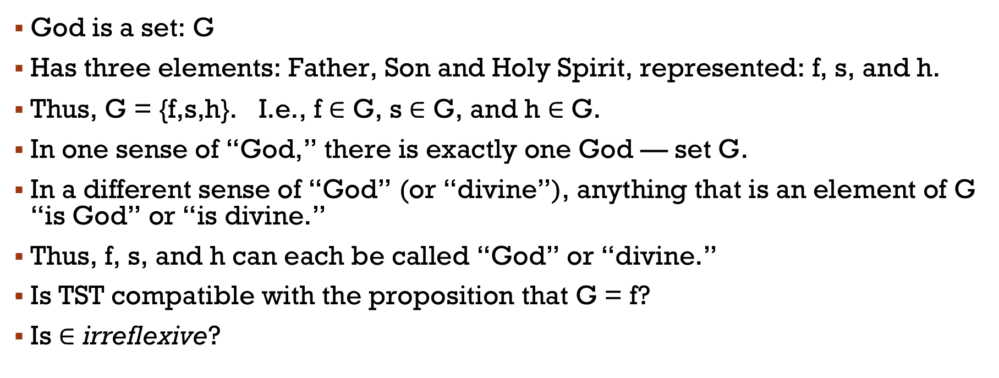 ▪ God is a set: G
▪ Has three elements: Father, Son and Holy Spirit, represented: f, s, and h.
▪ Thus, G = {f,s,h}.   I.e., f ∈ G, s ∈ G, and h ∈ G.
▪ In one sense of “God,” there is exactly one God — set G.
▪ In a different sense of “God” (or “divine”), anything that is an element of G
“is God” or “is divine.”
▪ Thus, f, s, and h can each be called “God” or “divine.”
▪ Is TST compatible with the proposition that G = f?
▪ Is ∈ irreflexive?